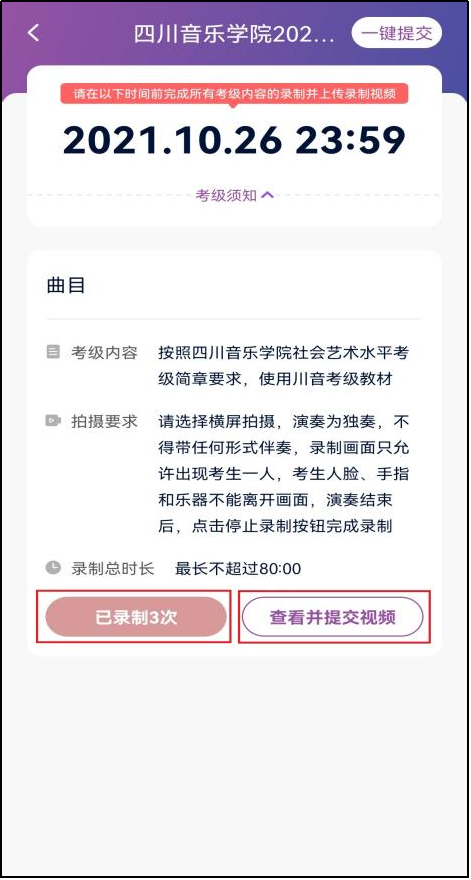 四川音乐学院202...
一键提交
请在以下时间前完成所有考级内容的录制并上传录制视频
2021.10.26 23:59
考级须知
曲目
考级内容 按照四川音乐学院社会艺术水平考
级简章要求，使用川音考级教材
拍摄要求 请选择横屏拍摄，演奏为独奏，不
得带任何形式伴奏，录制画面只允
许出现考生一人，考生人脸、手指
和乐器不能离开画面，演奏结束
后，点击停止录制按钮完成录制
录制总时长 最长不超过80:00
已录制3次
查看并提交视频